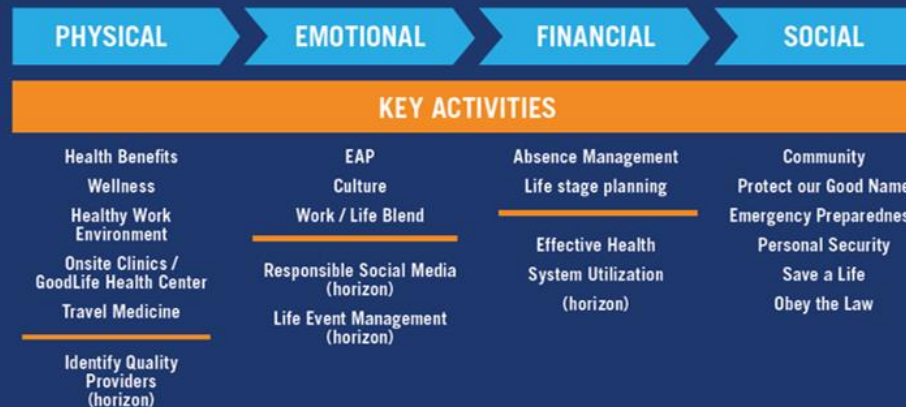 PHYSICAL
EMOTIONAL
FINANCIAL
SOCIAL
KEY ACTIVITIES
Health Benefits
Wellness
Healthy Work
Environment
Onsite Clinics /
GoodLife Health Center
Travel Medicine
Identify Quality
Providers
(horizon)
EAP
Culture
Work / Life Blend
Responsible Social Media
(horizon)
Life Event Management
(horizon)
Absence Management
Life stage planning
Effective Health
System Utilization
(horizon)
Community
Protect our Good Name
Emergency Preparednes
Personal Security
Save a Life
Obey the Law